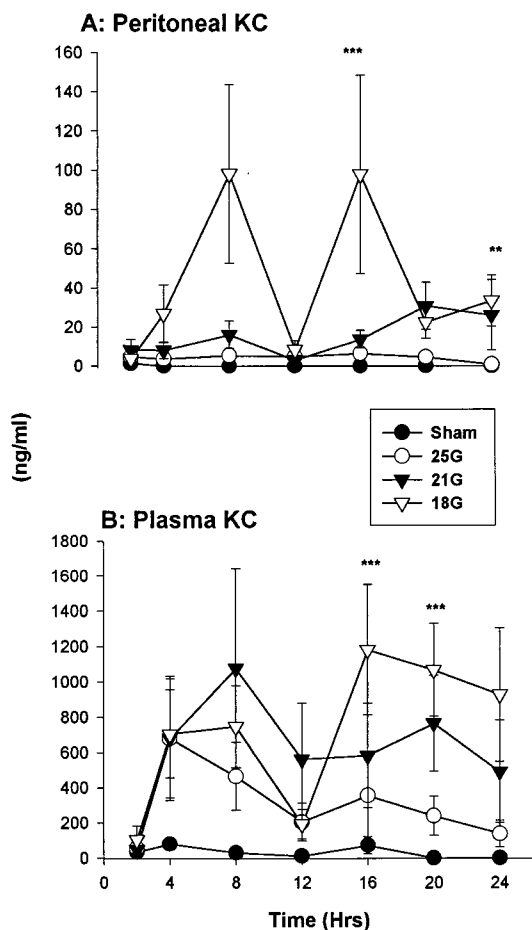 A: Peritoneal KC
160
140
120
100
80
60
40
20
0
***
**
(ng/ml)
Sham
25G
21G
18G
B: Plasma KC
1800
1600
1400
1200
1000
800
600
400
200
0
***
***
0 4 8 12 16 20 24
Time (Hrs)